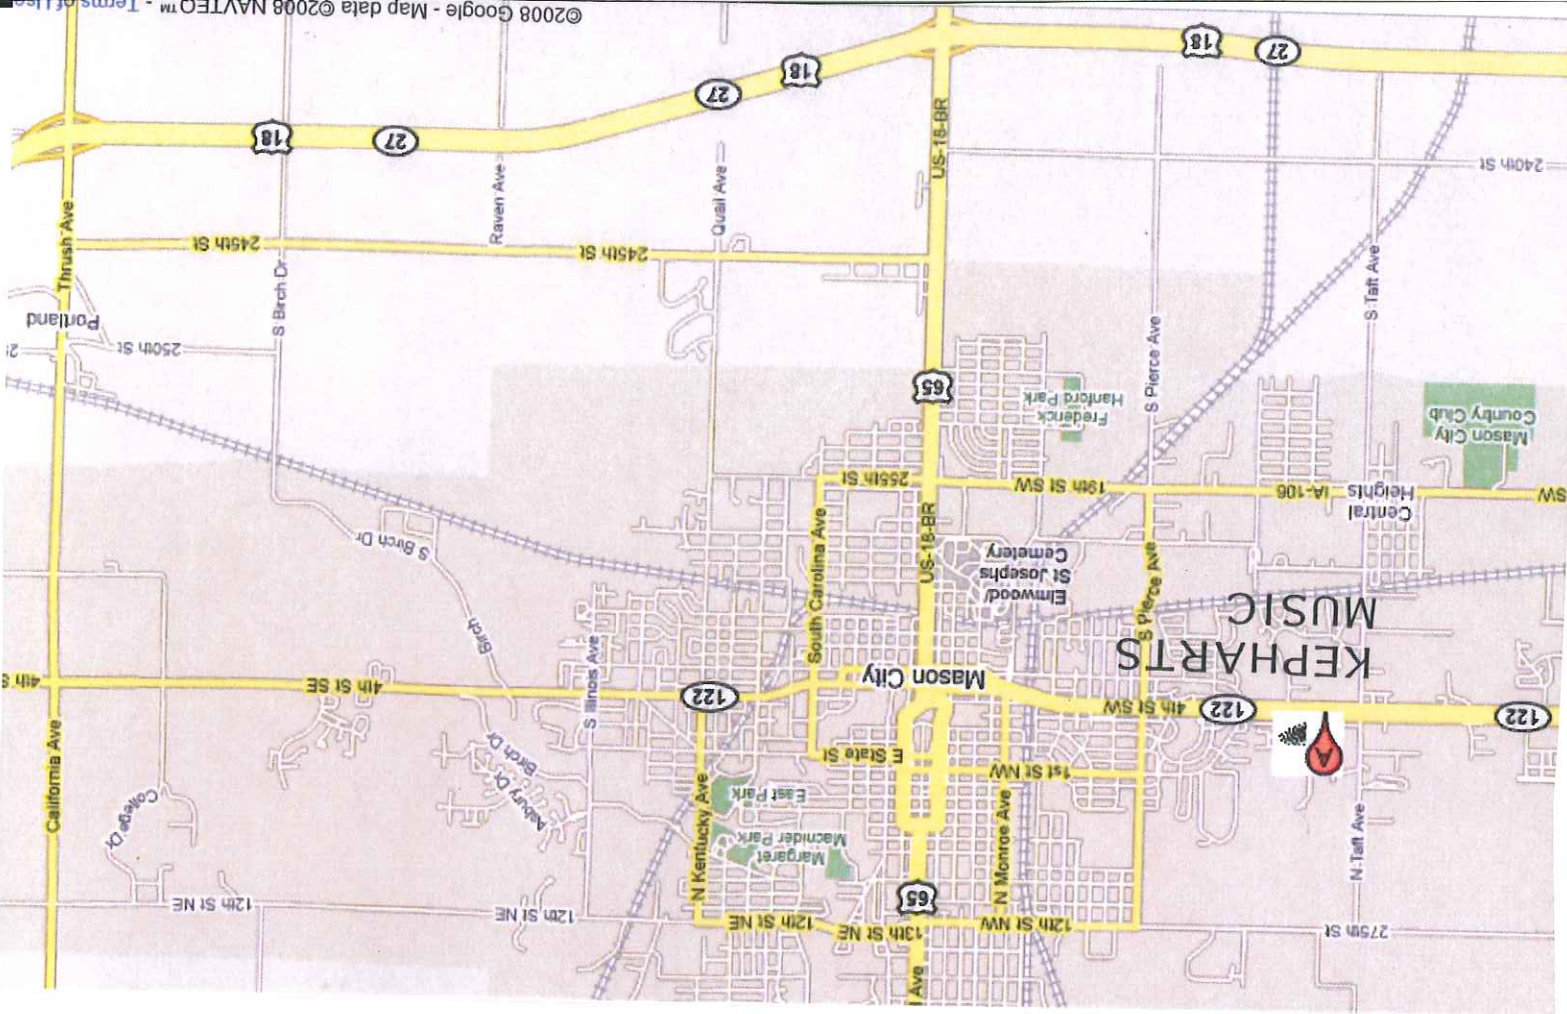 Ave
275th St
12th St NW
13th St NE
12th St NE
12th St NE
12th St NE
65
N Taft Ave
N Monroe Ave
N Kentucky Ave
Margaret
Macnider Park
East Park
College Dr
California Ave
1st St NW
E State St
Asbury Dr
Birch Dr
A
122
122
4th St SW
Mason City
122
4th St SE
4th S
KEPHARTS
MUSIC
S Pierce Ave
South Carolina Ave
S Illinois Ave
Birch
Elmwood/
St Josephs
Cemetery
US-18-BR
S Birch Dr
Central
Heights
SW
IA-106
19th St SW
255th St
Mason City
Country Club
Frederick
Hanford Park
65
S Pierce Ave
250th St
25
Portland
S Taft Ave
S Birch Dr
Thrush Ave
245th St
245th St
Quail Ave
Raven Ave
240th St
US-18-BR
27
18
18
27
27
18
©2008 Google - Map data ©2008 NAVTEQ™ - Terms of Use